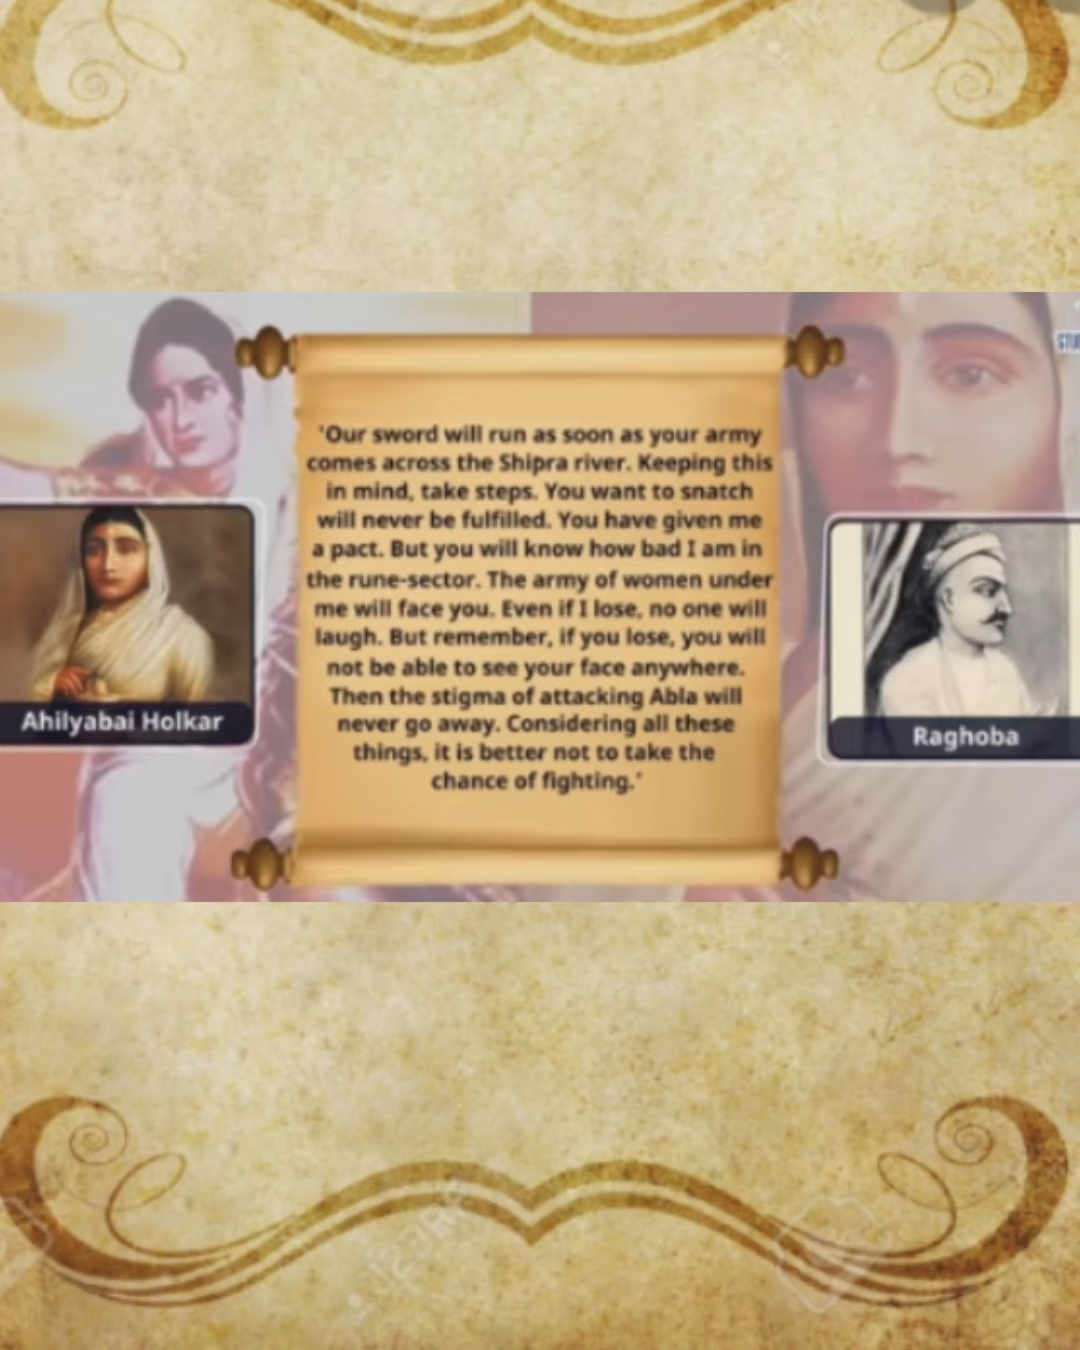 STU
'Our sword will run as soon as your army
comes across the Shipra river. Keeping this
in mind, take steps. You want to snatch
will never be fulfilled. You have given me
a pact. But you will know how bad I am in
the rune-sector. The army of women under
me will face you. Even if I lose, no one will
laugh. But remember, if you lose, you will
not be able to see your face anywhere.
Then the stigma of attacking Abla will
never go away. Considering all these
things, it is better not to take the
chance of fighting.'
Ahilyabai Holkar
Raghoba